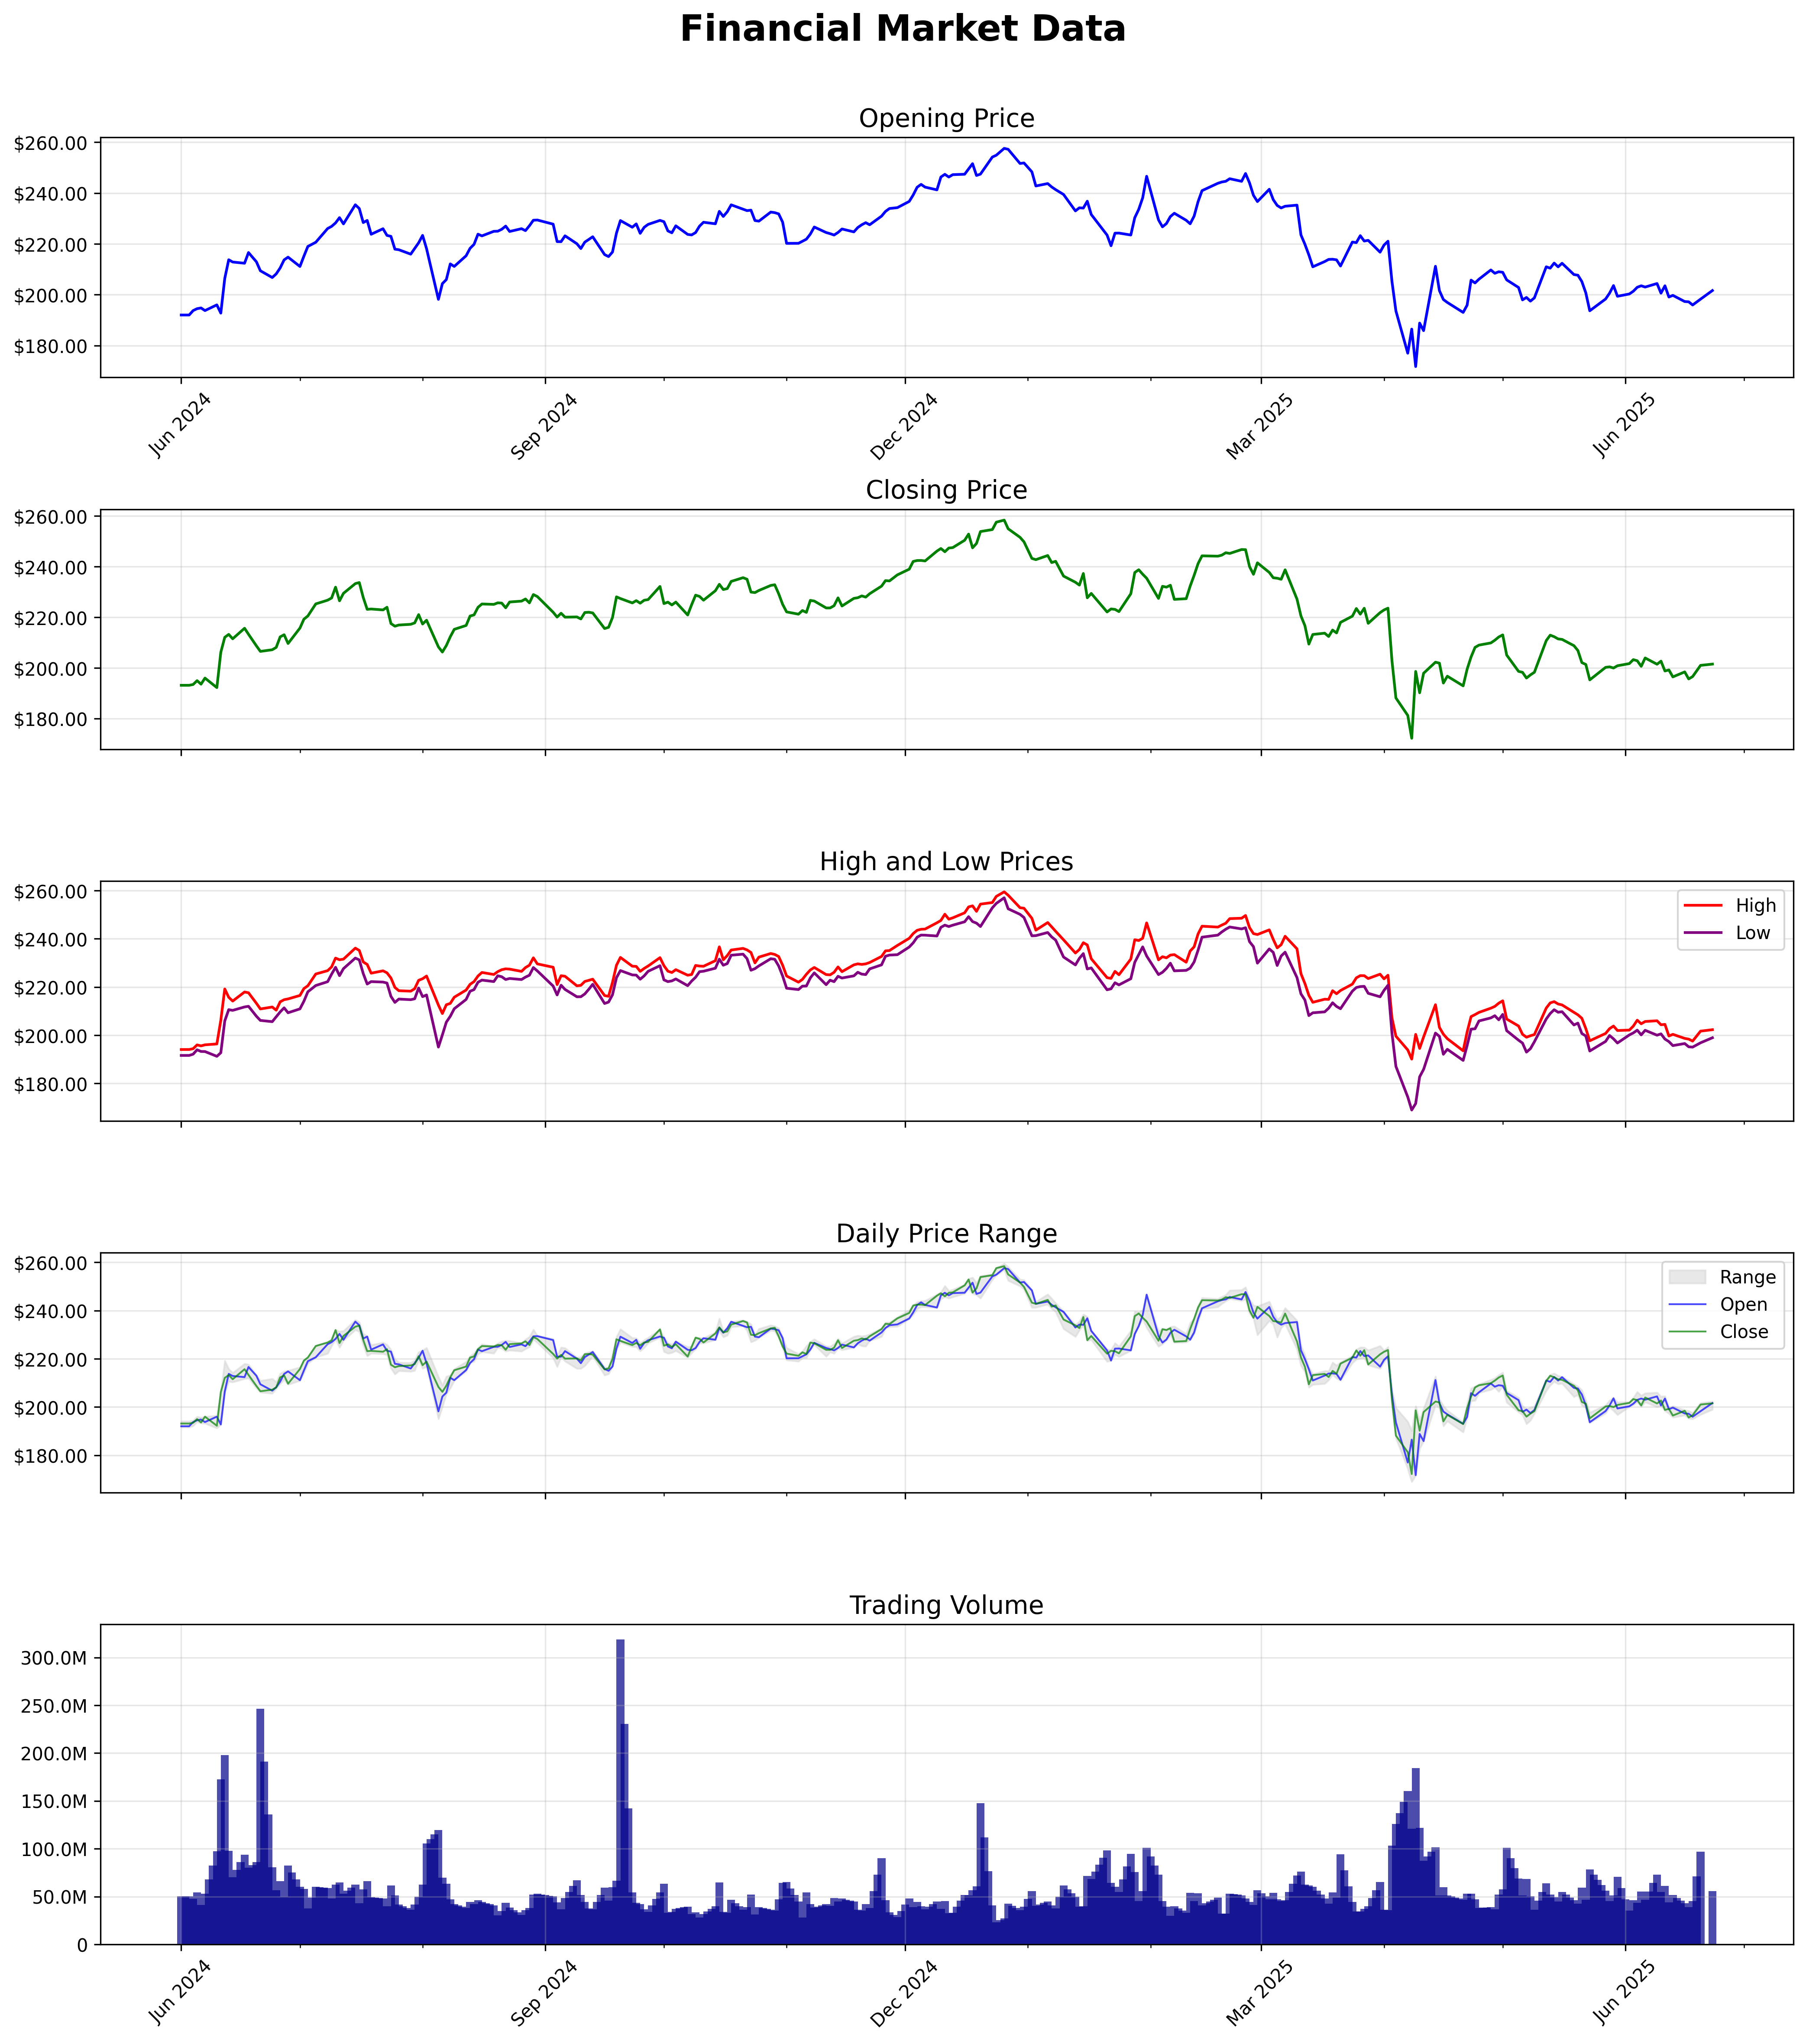 Financial Market Data
Opening Price
$260.00
$240.00
$220.00
$200.00
$180.00
Jun 2024
Sep 2024
Dec 2024
Mar 2025
Jun 2025
Closing Price
$260.00
$240.00
$220.00
$200.00
$180.00
High and Low Prices
$260.00
$240.00
$220.00
$200.00
$180.00
High
Low
Daily Price Range
$260.00
$240.00
$220.00
$200.00
$180.00
Range
Open
Close
Trading Volume
300.0M
250.0M
200.0M
150.0M
100.0M
50.0M
0
Jun 2024
Sep 2024
Dec 2024
Mar 2025
Jun 2025